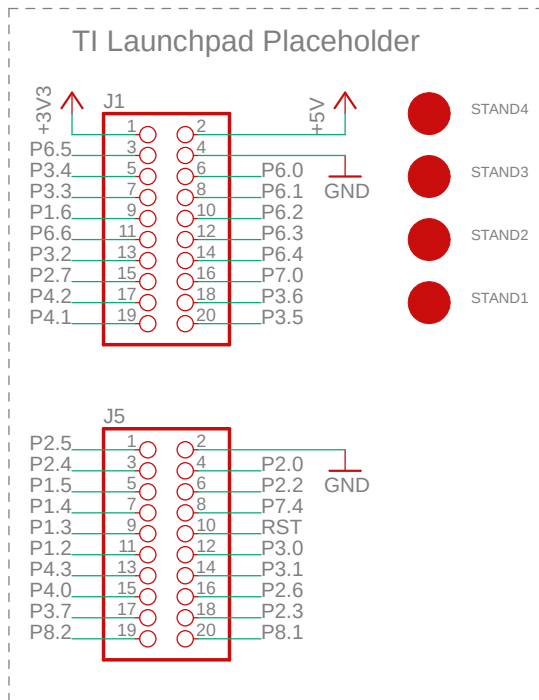 TI Launchpad Placeholder
+3V3 J1 +5V STAND4
1 2
P6.5 3 4 GND STAND3
P3.4 5 6 P6.0
P3.3 7 8 P6.1
P1.6 9 10 P6.2
P6.6 11 12 P6.3 STAND2
P3.2 13 14 P6.4
P2.7 15 16 P7.0
P4.2 17 18 P3.6 STAND1
P4.1 19 20 P3.5
J5
P2.5 1 2
P2.4 3 4 P2.0
P1.5 5 6 P2.2 GND
P1.4 7 8 P7.4
P1.3 9 10 RST
P1.2 11 12 P3.0
P4.3 13 14 P3.1
P4.0 15 16 P2.6
P3.7 17 18 P2.3
P8.2 19 20 P8.1